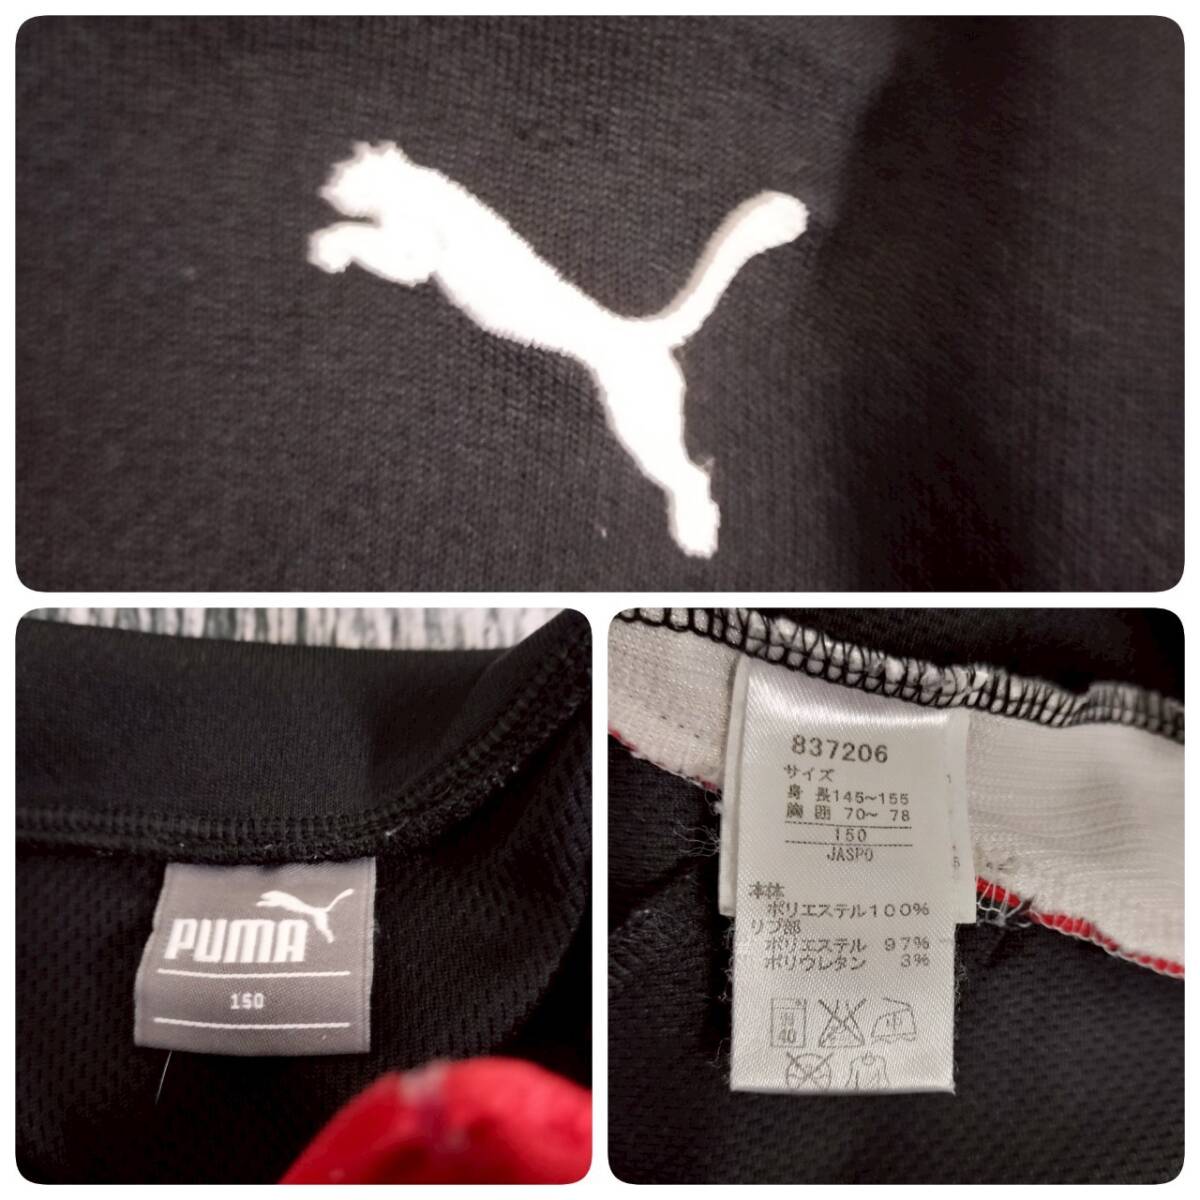 PUMA
150
837206
サイズ
身 長145~155
胸 囲 70~ 78
150
JASPO
本体
ポリエステル100%
リブ部
ポリエステル 97%
ポリウレタン 3%
40
中